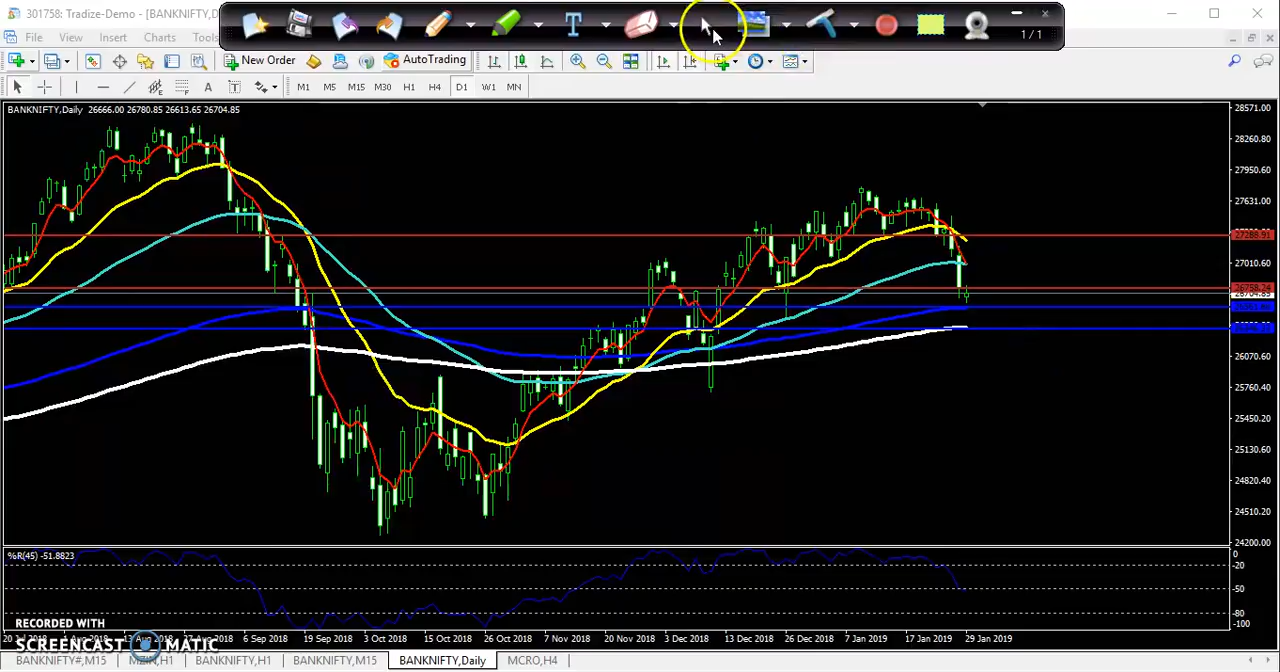 301758: Tradize-Demo - [BANKNIFTY,D
File View Insert Charts Tools
1 / 1
New Order AutoTrading
A T M1 M5 M15 M30 H1 H4 D1 W1 MN
BANKNIFTY,Daily 26666.00 26780.85 26613.65 26704.85
28571.00
28260.80
27950.60
27631.00
27010.60
26758.24
26704.85
26070.60
25760.40
25450.20
25130.60
24820.40
24510.20
24200.00
%R(45) -51.8823
0
-20
-50
-80
-100
RECORDED WITH
SCREENCAST MATIC
6 Sep 2018 19 Sep 2018 3 Oct 2018 15 Oct 2018 26 Oct 2018 7 Nov 2018 20 Nov 2018 3 Dec 2018 13 Dec 2018 26 Dec 2018 7 Jan 2019 17 Jan 2019 29 Jan 2019
BANKNIFTY#,M15 BANKNIFTY,H1 BANKNIFTY,M15 BANKNIFTY,Daily MCRO,H4